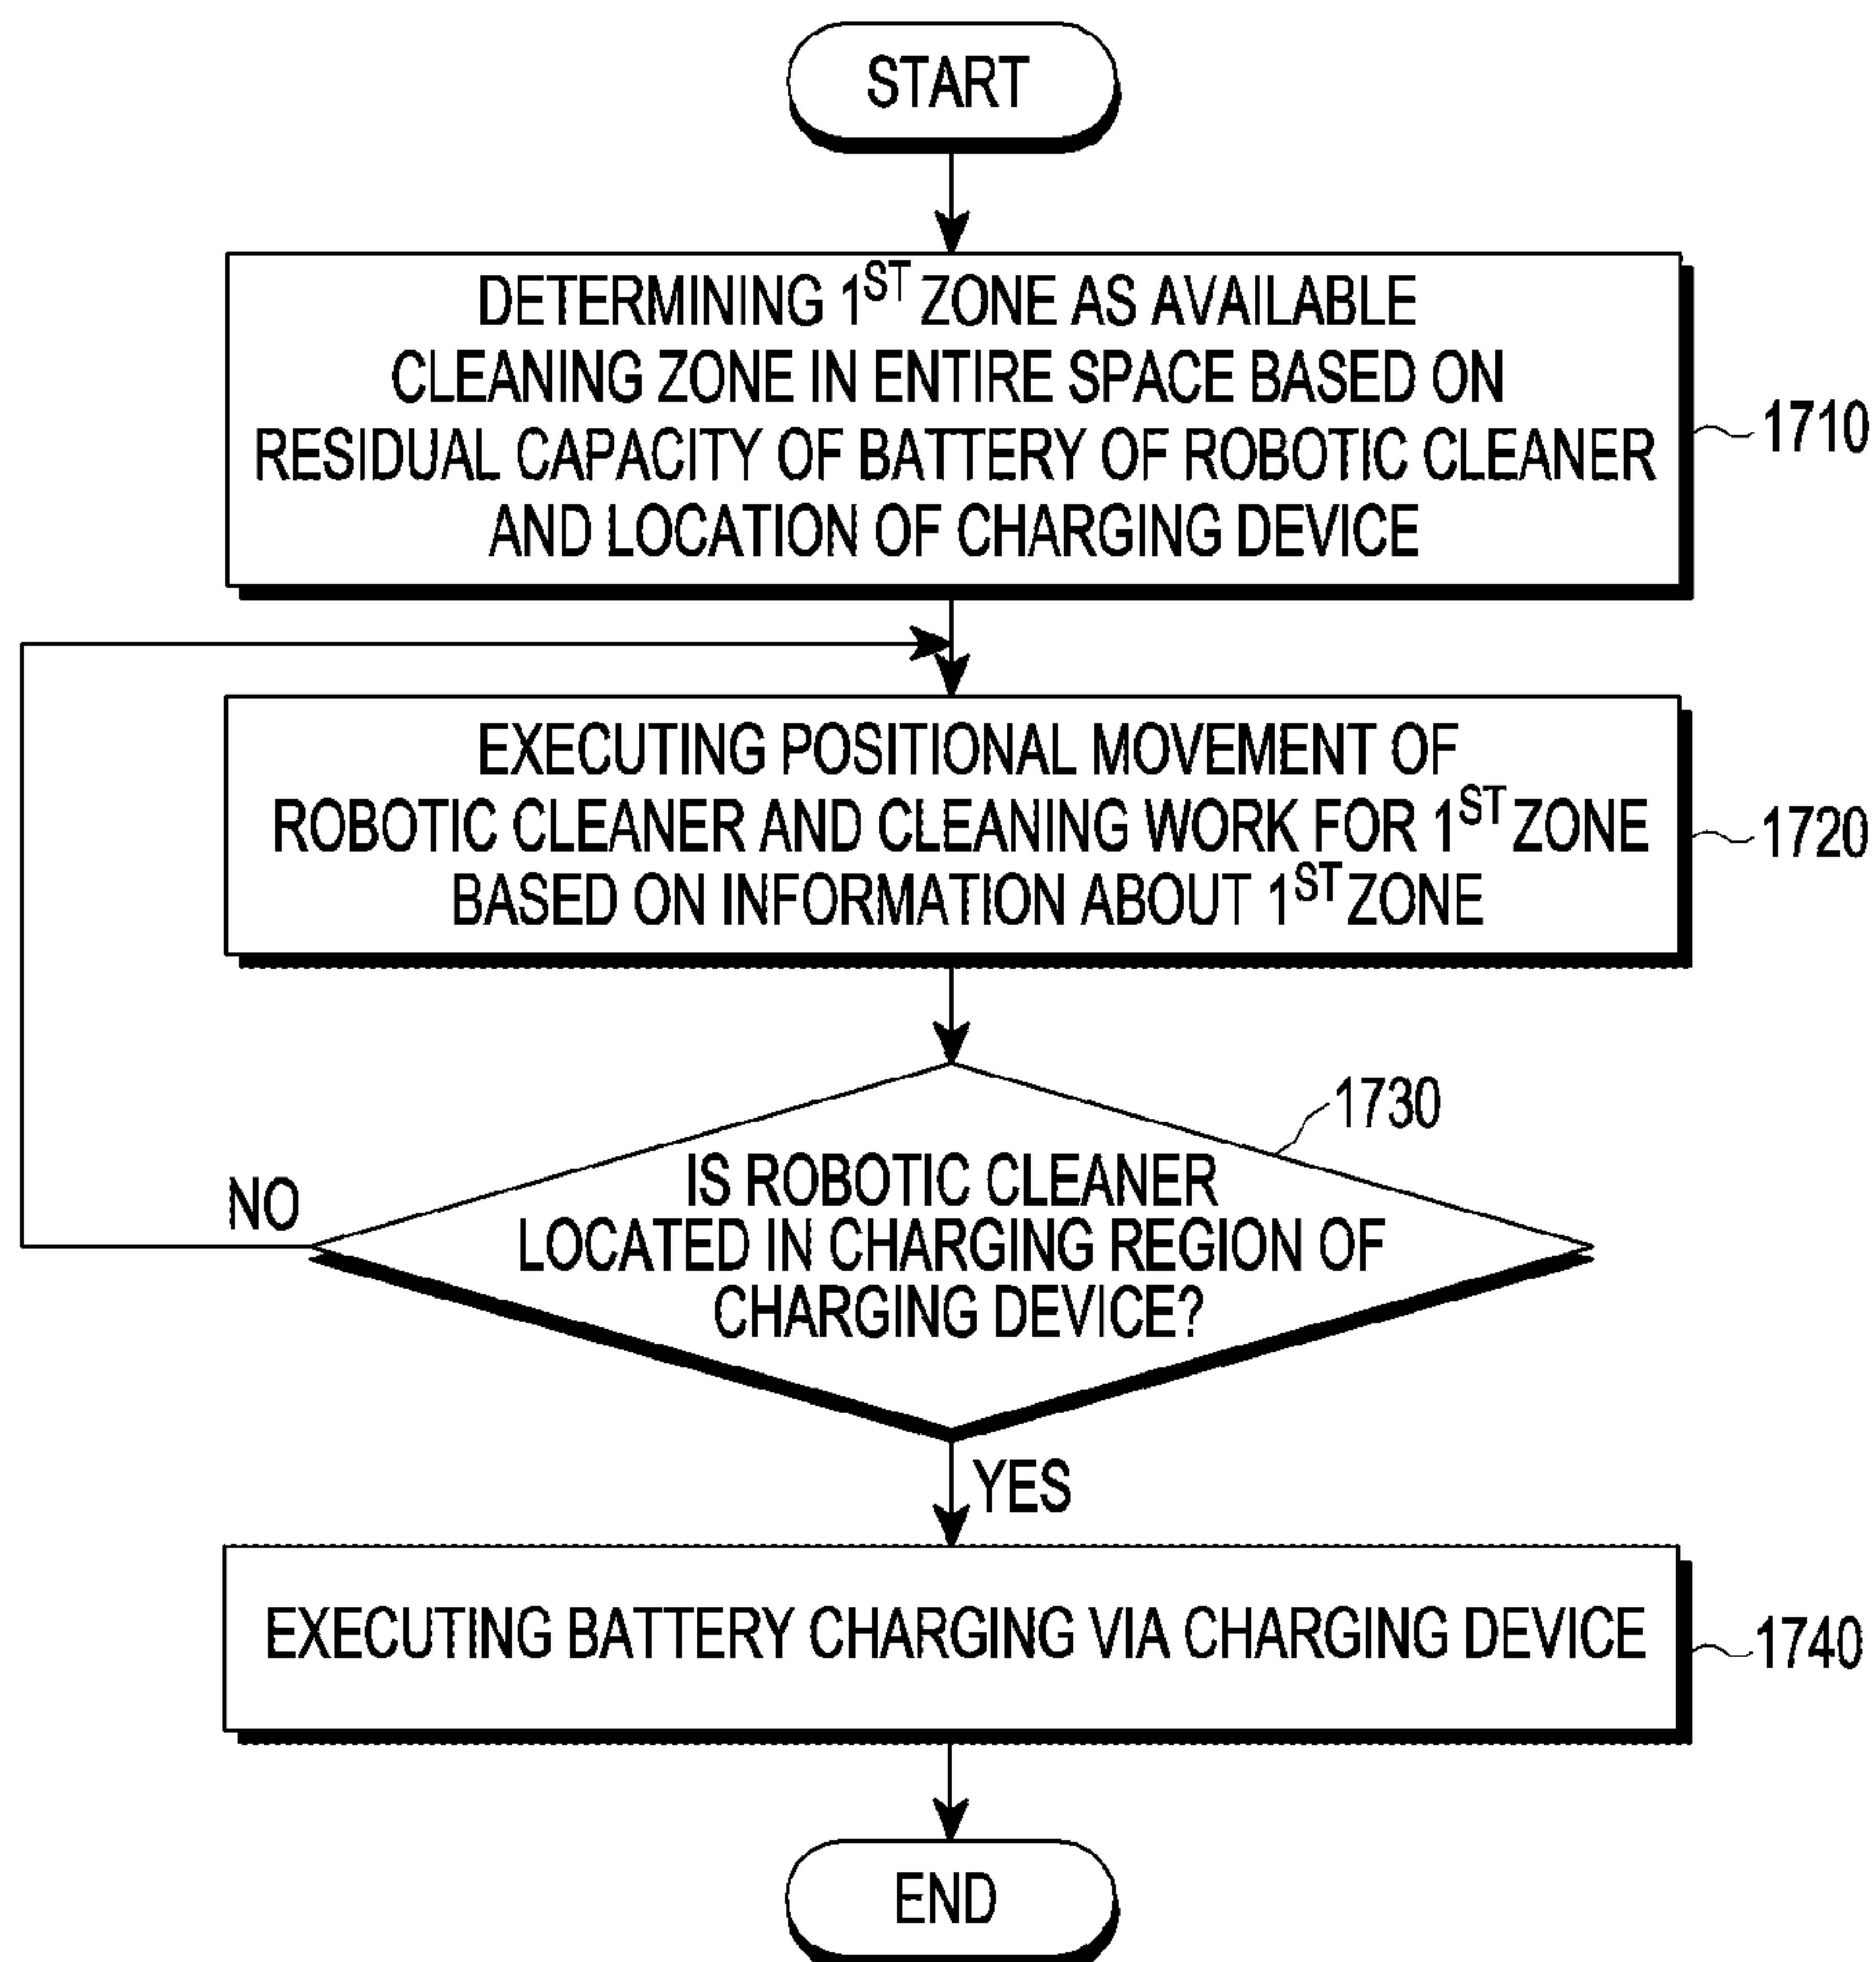 START
DETERMINING 1ST ZONE AS AVAILABLE
CLEANING ZONE IN ENTIRE SPACE BASED ON
RESIDUAL CAPACITY OF BATTERY OF ROBOTIC CLEANER
AND LOCATION OF CHARGING DEVICE
1710
EXECUTING POSITIONAL MOVEMENT OF
ROBOTIC CLEANER AND CLEANING WORK FOR 1ST ZONE
BASED ON INFORMATION ABOUT 1ST ZONE
1720
1730
IS ROBOTIC CLEANER
LOCATED IN CHARGING REGION OF
CHARGING DEVICE?
NO
YES
EXECUTING BATTERY CHARGING VIA CHARGING DEVICE
1740
END